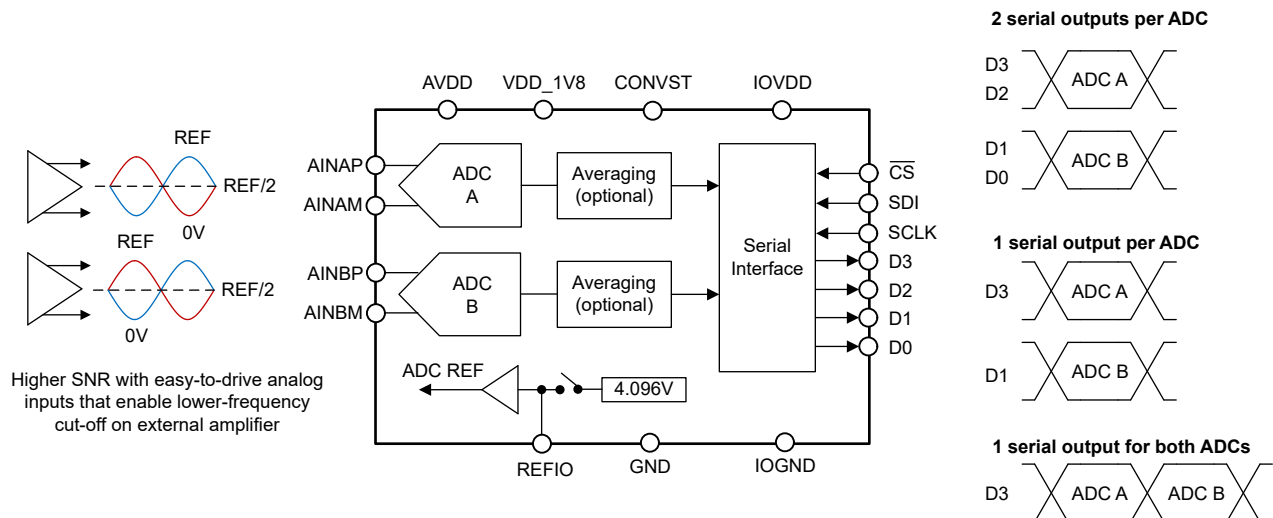 2 serial outputs per ADC
D3
D2
ADC A
D1
D0
ADC B
1 serial output per ADC
D3
ADC A
D1
ADC B
1 serial output for both ADCs
D3
ADC A
ADC B
AVDD
VDD_1V8
CONVST
IOVDD
REF
REF/2
0V
REF
REF/2
0V
Higher SNR with easy-to-drive analog
inputs that enable lower-frequency
cut-off on external amplifier
AINAP
AINAM
AINBP
AINBM
ADC
A
Averaging
(optional)
ADC
B
Averaging
(optional)
Serial
Interface
CS
SDI
SCLK
D3
D2
D1
D0
ADC REF
4.096V
REFIO
GND
IOGND